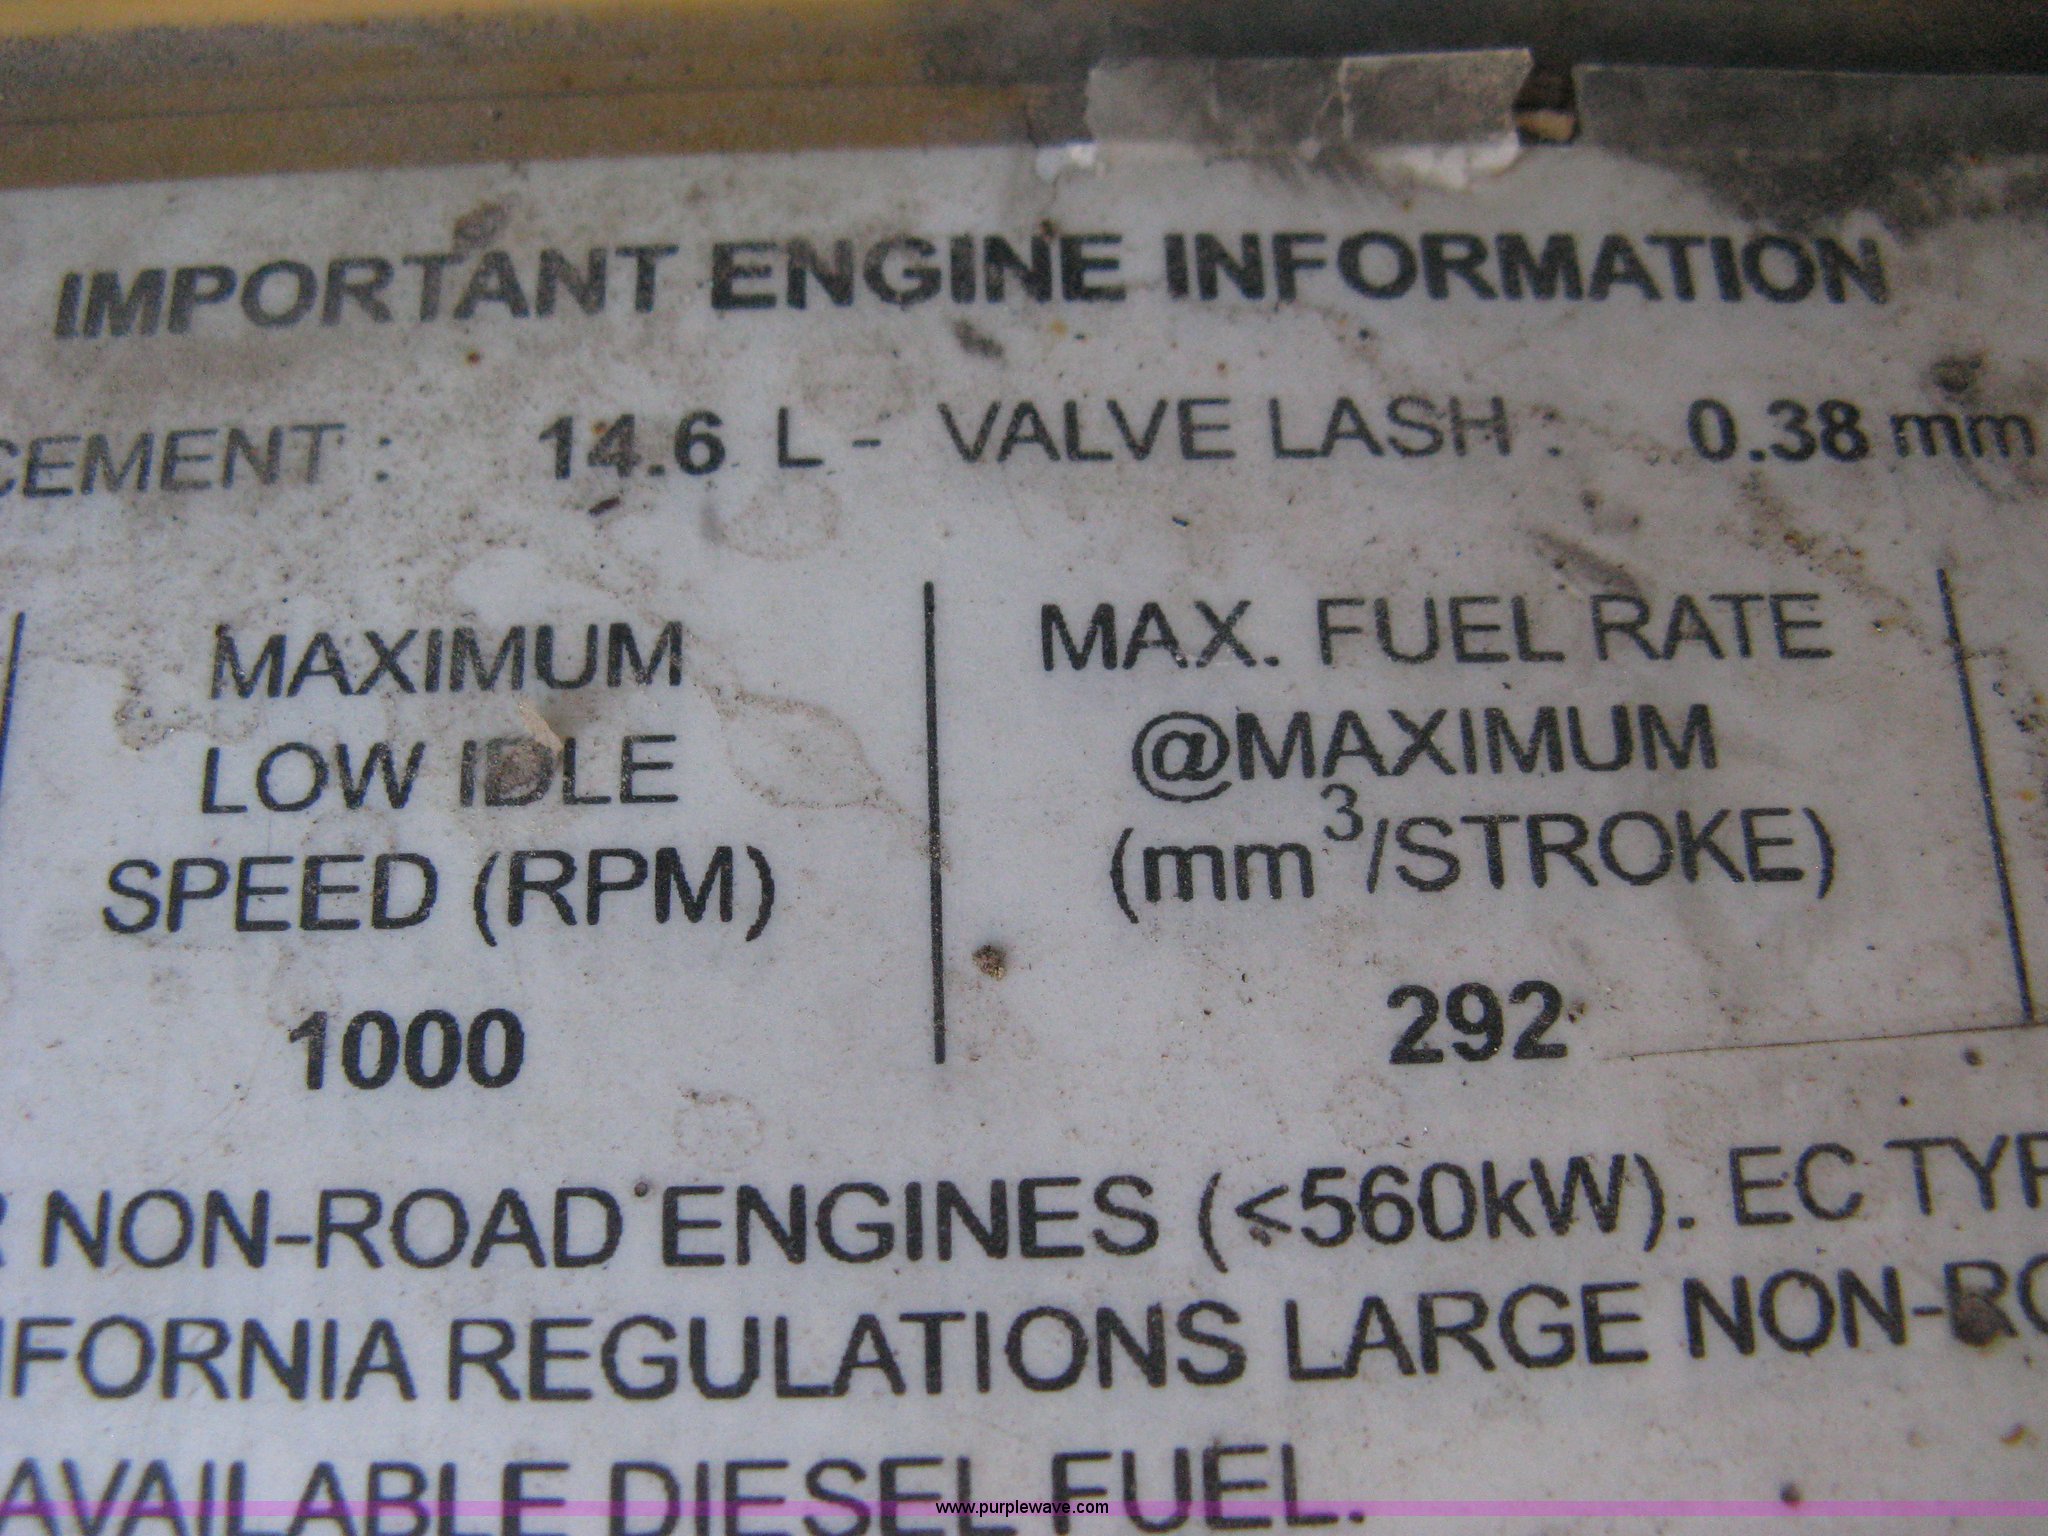 IMPORTANT ENGINE INFORMATION
CEMENT : 14.6 L - VALVE LASH : 0.38 mm
MAXIMUM
LOW IDLE
SPEED (RPM)
1000
MAX. FUEL RATE
@MAXIMUM
(mm³/STROKE)
292
R NON-ROAD ENGINES (≤560kW). EC TYP
IFORNIA REGULATIONS LARGE NON-RO
AVAILABLE DIESEL FUEL.
www.purplewave.com